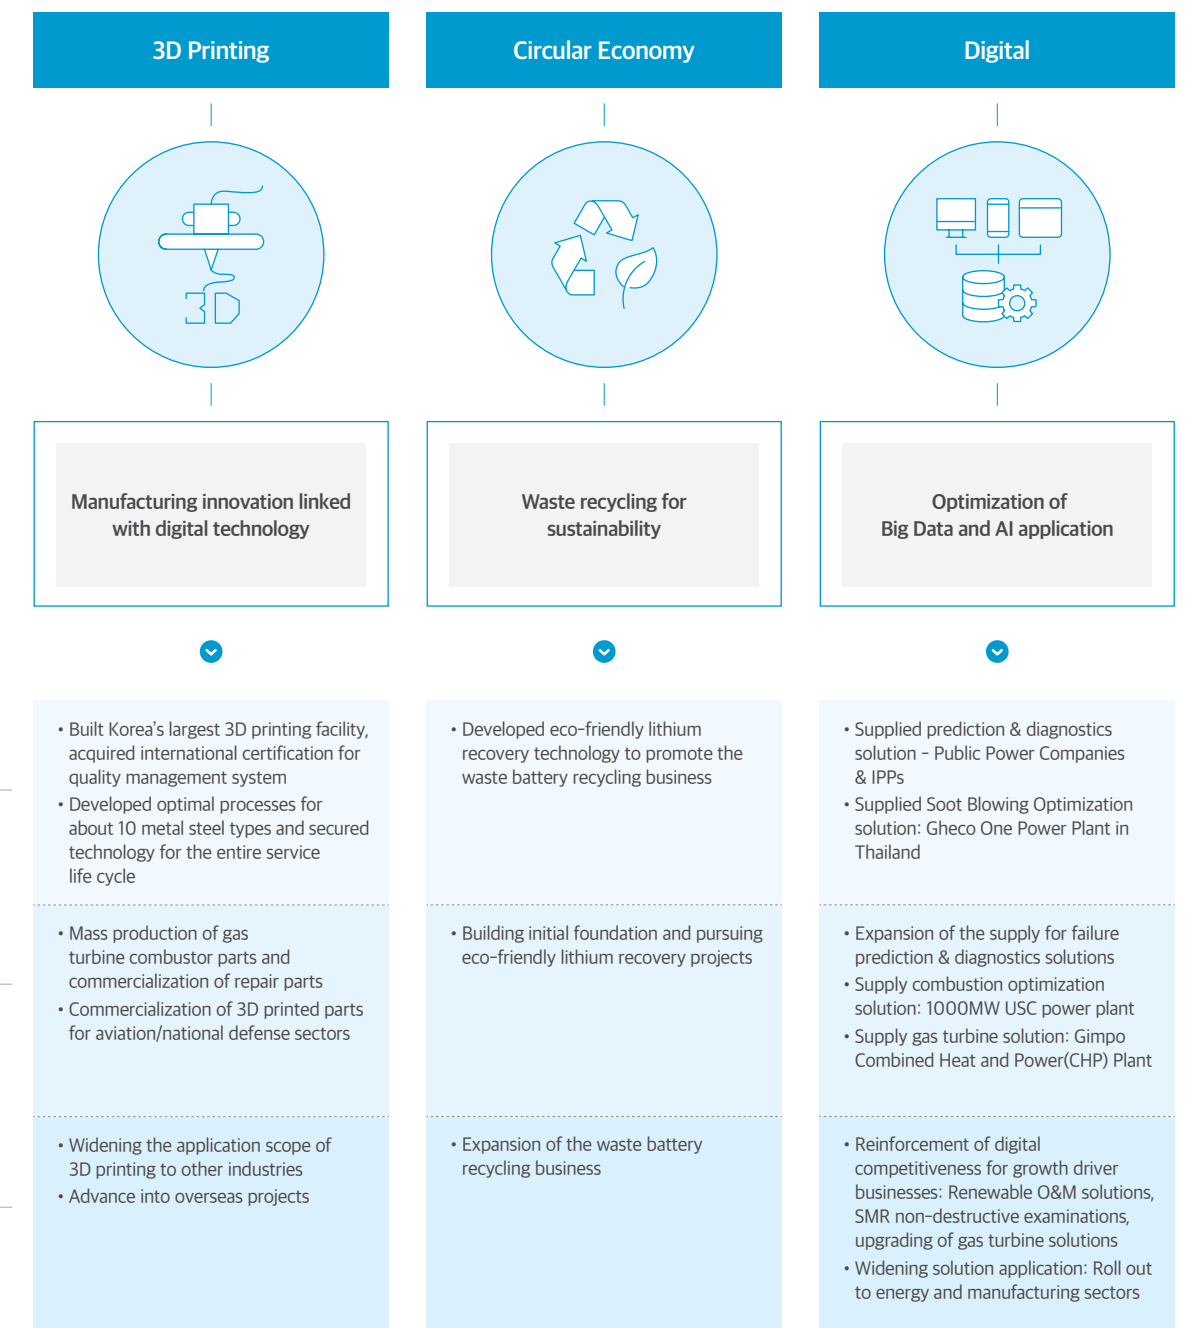 3D Printing
Manufacturing innovation linked
with digital technology
• Built Korea's largest 3D printing facility,
acquired international certification for
quality management system
• Developed optimal processes for
about 10 metal steel types and secured
technology for the entire service
life cycle
• Mass production of gas
turbine combustor parts and
commercialization of repair parts
• Commercialization of 3D printed parts
for aviation/national defense sectors
• Widening the application scope of
3D printing to other industries
• Advance into overseas projects
Circular Economy
Waste recycling for
sustainability
• Developed eco-friendly lithium
recovery technology to promote the
waste battery recycling business
• Building initial foundation and pursuing
eco-friendly lithium recovery projects
• Expansion of the waste battery
recycling business
Digital
Optimization of
Big Data and AI application
• Supplied prediction & diagnostics
solution - Public Power Companies
& IPPs
• Supplied Soot Blowing Optimization
solution: Gheco One Power Plant in
Thailand
• Expansion of the supply for failure
prediction & diagnostics solutions
• Supply combustion optimization
solution: 1000MW USC power plant
• Supply gas turbine solution: Gimpo
Combined Heat and Power(CHP) Plant
• Reinforcement of digital
competitiveness for growth driver
businesses: Renewable O&M solutions,
SMR non-destructive examinations,
upgrading of gas turbine solutions
• Widening solution application: Roll out
to energy and manufacturing sectors
3D